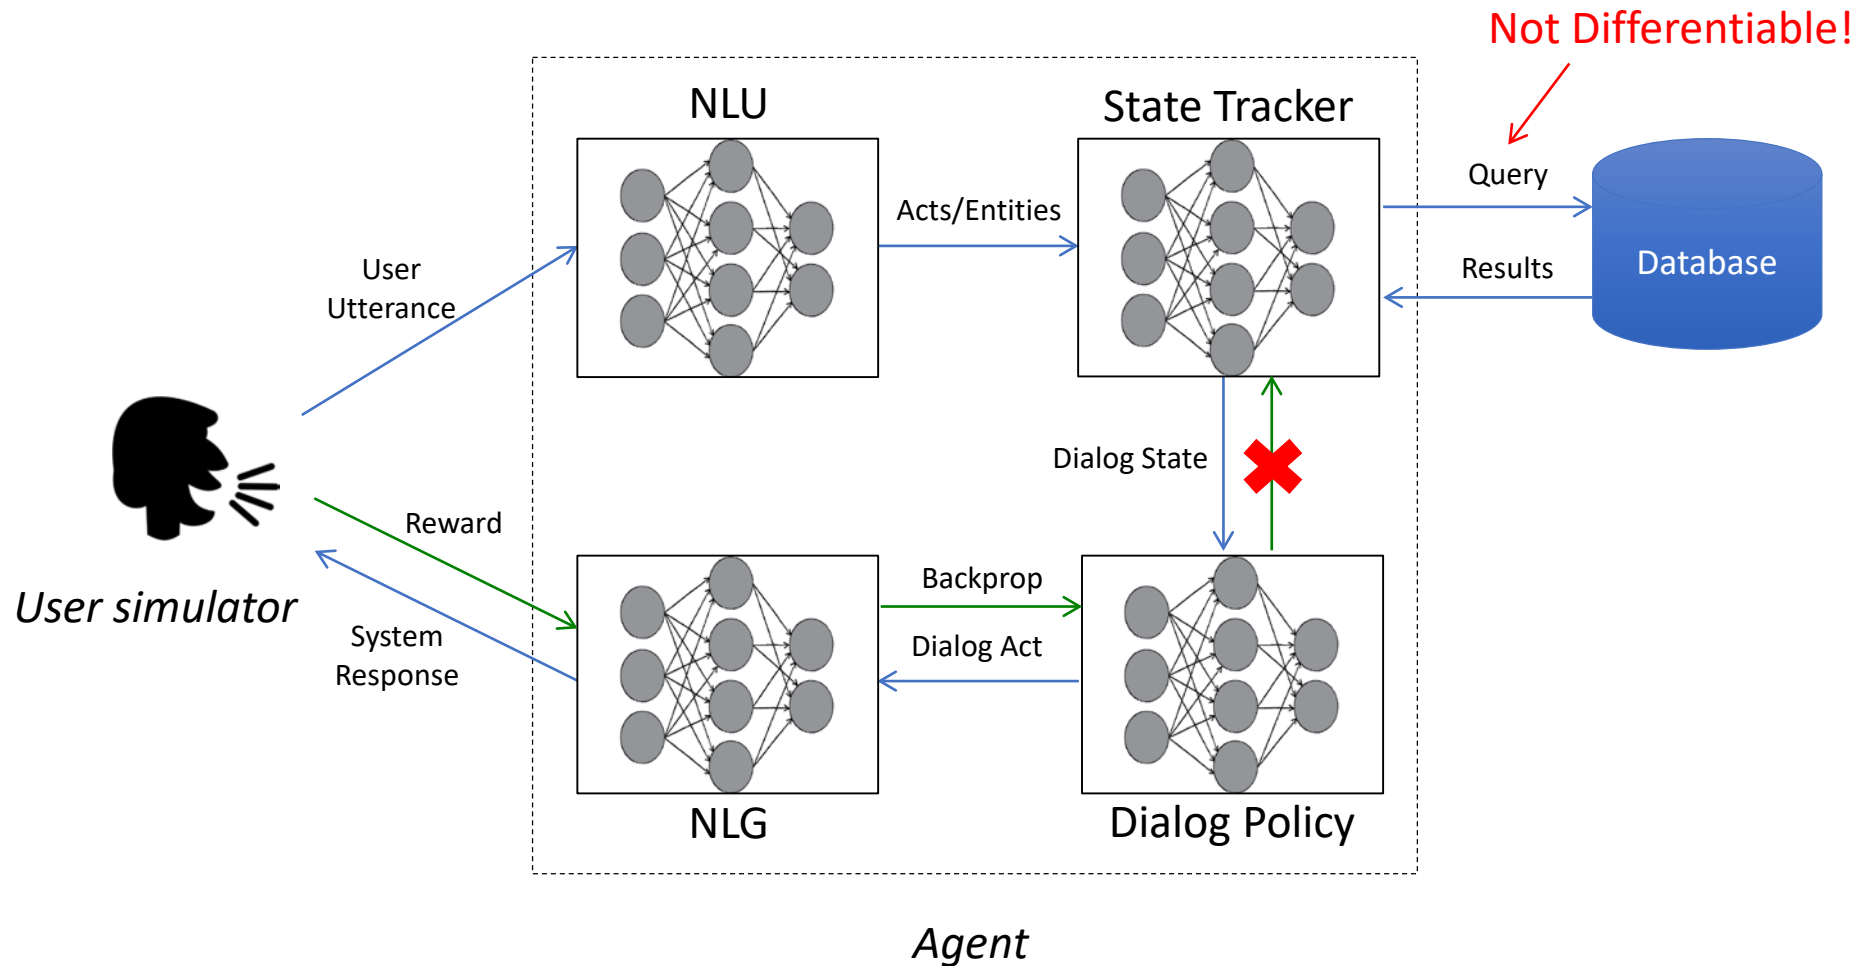 Not Differentiable!
NLU
State Tracker
Query
Acts/Entities
User
Utterance
Results
Database
Dialog State
Reward
Backprop
User simulator
System
Response
Dialog Act
NLG
Dialog Policy
Agent